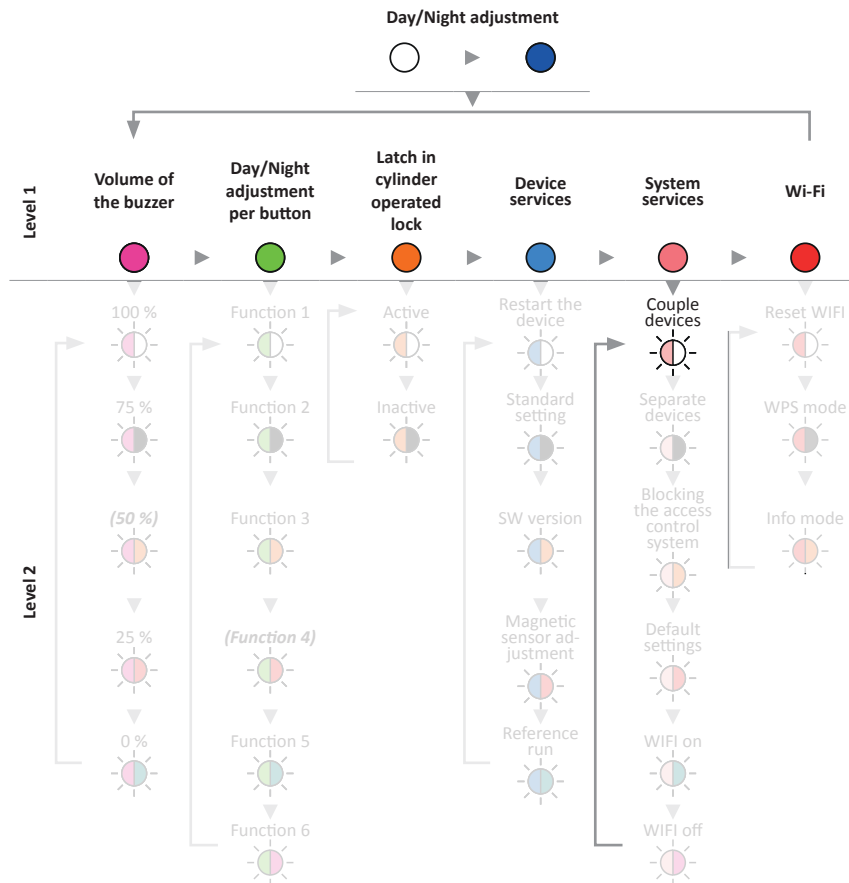 Day/Night adjustment
Level 1
Volume of
the buzzer
Day/Night
adjustment
per button
Latch in
cylinder
operated
lock
Device
services
System
services
Wi-Fi
Level 2
100 %
75 %
(50 %)
25 %
0 %
Function 1
Function 2
Function 3
(Function 4)
Function 5
Function 6
Active
Inactive
Restart the
device
Standard
setting
SW version
Magnetic
sensor ad-
justment
Reference
run
Couple
devices
Separate
devices
Blocking
the access
control
system
Default
settings
WIFI on
WIFI off
Reset WIFI
WPS mode
Info mode